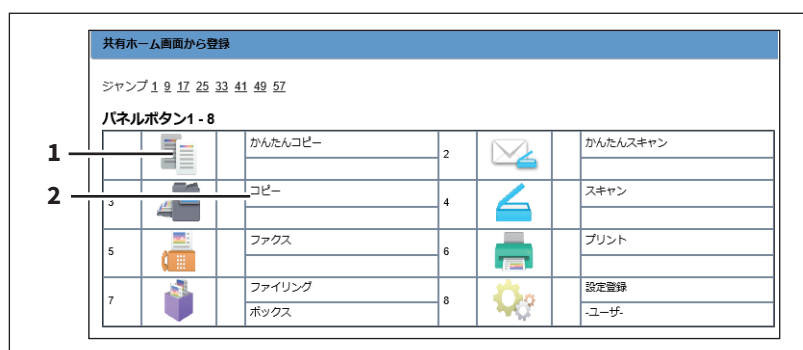 共有ホーム画面から登録
ジャンプ 1 9 17 25 33 41 49 57
パネルボタン1 - 8
1
かんたんコピー
2
かんたんスキャン
2
3
コピー
4
スキャン
5
ファクス
6
プリント
7
ファイリング
ボックス
8
設定登録
-ユーザ-